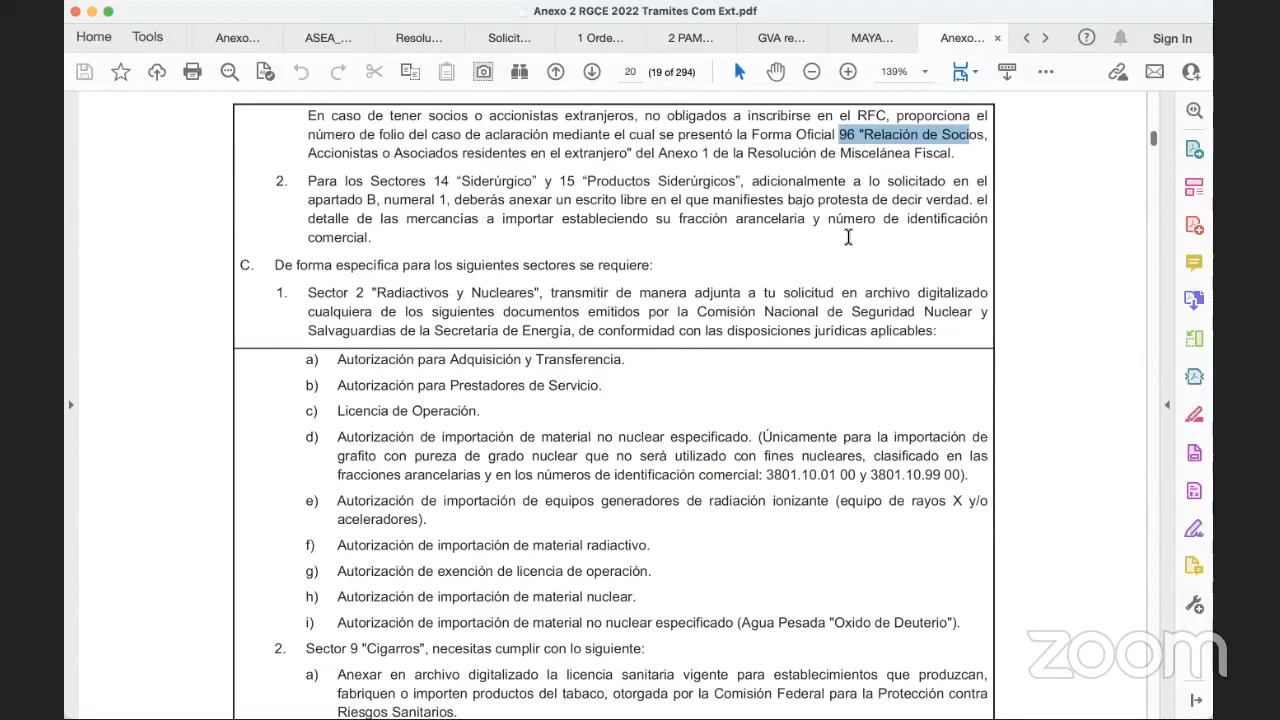 Anexo 2 RGCE 2022 Tramites Com Ext.pdf
Home Tools Anexo... ASEA_... Resolu... Solicit... 1 Orde... 2 PAM... GVA re... MAYA... Anexo... × Sign In
20 (19 of 294) 139%
En caso de tener socios o accionistas extranjeros, no obligados a inscribirse en el RFC, proporciona el
número de folio del caso de aclaración mediante el cual se presentó la Forma Oficial 96 "Relación de Socios,
Accionistas o Asociados residentes en el extranjero" del Anexo 1 de la Resolución de Miscelánea Fiscal.
2. Para los Sectores 14 “Siderúrgico” y 15 “Productos Siderúrgicos”, adicionalmente a lo solicitado en el
apartado B, numeral 1, deberás anexar un escrito libre en el que manifiestes bajo protesta de decir verdad. el
detalle de las mercancías a importar estableciendo su fracción arancelaria y número de identificación
comercial.
C. De forma específica para los siguientes sectores se requiere:
1. Sector 2 "Radiactivos y Nucleares", transmitir de manera adjunta a tu solicitud en archivo digitalizado
cualquiera de los siguientes documentos emitidos por la Comisión Nacional de Seguridad Nuclear y
Salvaguardias de la Secretaría de Energía, de conformidad con las disposiciones jurídicas aplicables:
a) Autorización para Adquisición y Transferencia.
b) Autorización para Prestadores de Servicio.
c) Licencia de Operación.
d) Autorización de importación de material no nuclear especificado. (Únicamente para la importación de
grafito con pureza de grado nuclear que no será utilizado con fines nucleares, clasificado en las
fracciones arancelarias y en los números de identificación comercial: 3801.10.01 00 y 3801.10.99 00).
e) Autorización de importación de equipos generadores de radiación ionizante (equipo de rayos X y/o
aceleradores).
f) Autorización de importación de material radiactivo.
g) Autorización de exención de licencia de operación.
h) Autorización de importación de material nuclear.
i) Autorización de importación de material no nuclear especificado (Agua Pesada "Oxido de Deuterio").
2. Sector 9 "Cigarros", necesitas cumplir con lo siguiente:
a) Anexar en archivo digitalizado la licencia sanitaria vigente para establecimientos que produzcan,
fabriquen o importen productos del tabaco, otorgada por la Comisión Federal para la Protección contra
Riesgos Sanitarios.
zoom